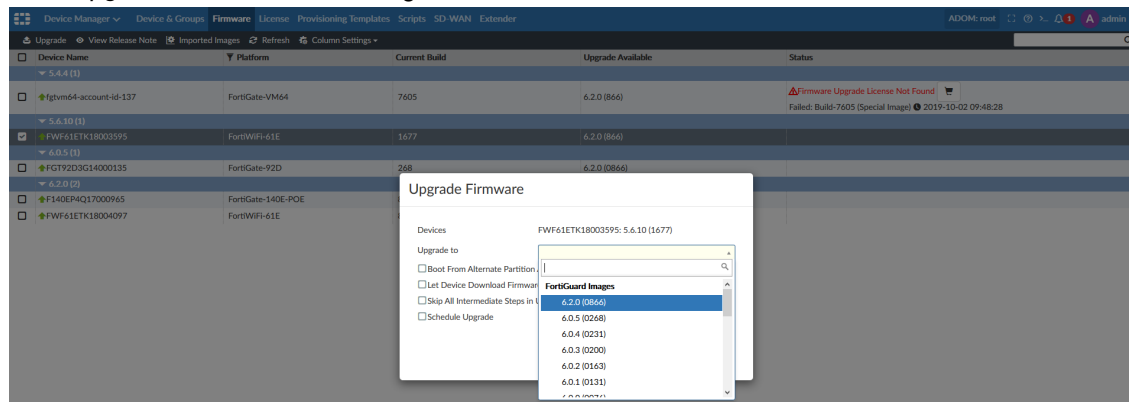 Device Manager Device & Groups Firmware License Provisioning Templates Scripts SD-WAN Extender ADOM: root 1 A admin
Upgrade View Release Note Imported Images Refresh Column Settings
Device Name Platform Current Build Upgrade Available Status
5.4.4 (1)
fgtvm64-account-id-137 FortiGate-VM64 7605 6.2.0 (866) Firmware Upgrade License Not Found
Failed: Build-7605 (Special Image) 2019-10-02 09:48:28
5.6.10 (1)
FWF61ETK18003595 FortiWiFi-61E 1677 6.2.0 (866)
6.0.5 (1)
FGT92D3G14000135 FortiGate-92D 268 6.2.0 (0866)
6.2.0 (2)
F140EP4Q17000965 FortiGate-140E-POE
FWF61ETK18004097 FortiWiFi-61E
Upgrade Firmware
Devices FWF61ETK18003595: 5.6.10 (1677)
Upgrade to
Boot From Alternate Partition
Let Device Download Firmwar
Skip All Intermediate Steps in
Schedule Upgrade
FortiGuard Images
6.2.0 (0866)
6.0.5 (0268)
6.0.4 (0231)
6.0.3 (0200)
6.0.2 (0163)
6.0.1 (0131)